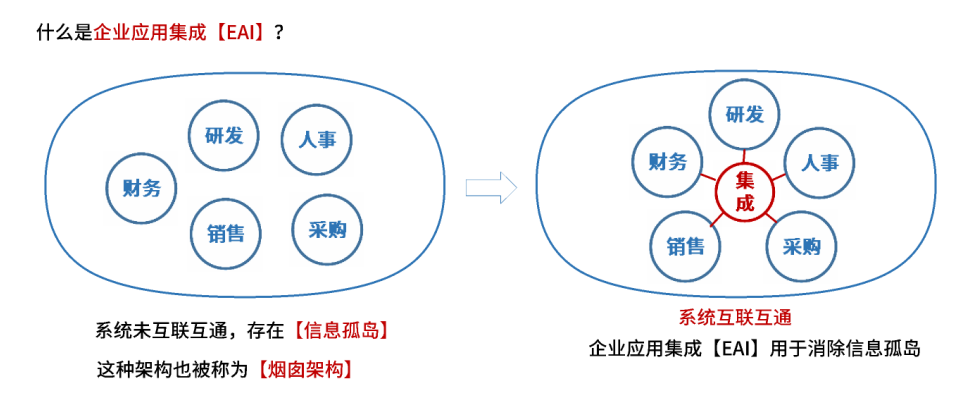 什么是企业应用集成【EAI】?
研发
人事
财务
销售
采购
研发
财务
人事
集
成
销售
采购
系统未互联互通，存在【信息孤岛】
这种架构也被称为【烟囱架构】
系统互联互通
企业应用集成【EAI】用于消除信息孤岛